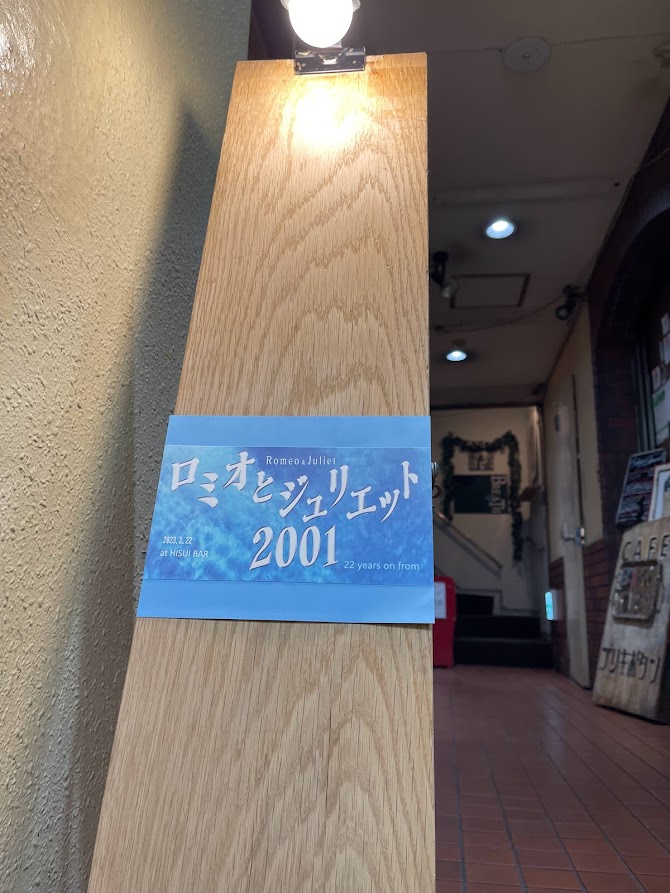 Romeo & Juliet
ロミオとジュリエット
2001
2023.2.22
at HISUI BAR
22 years on from
CAFE
ブリキボタン